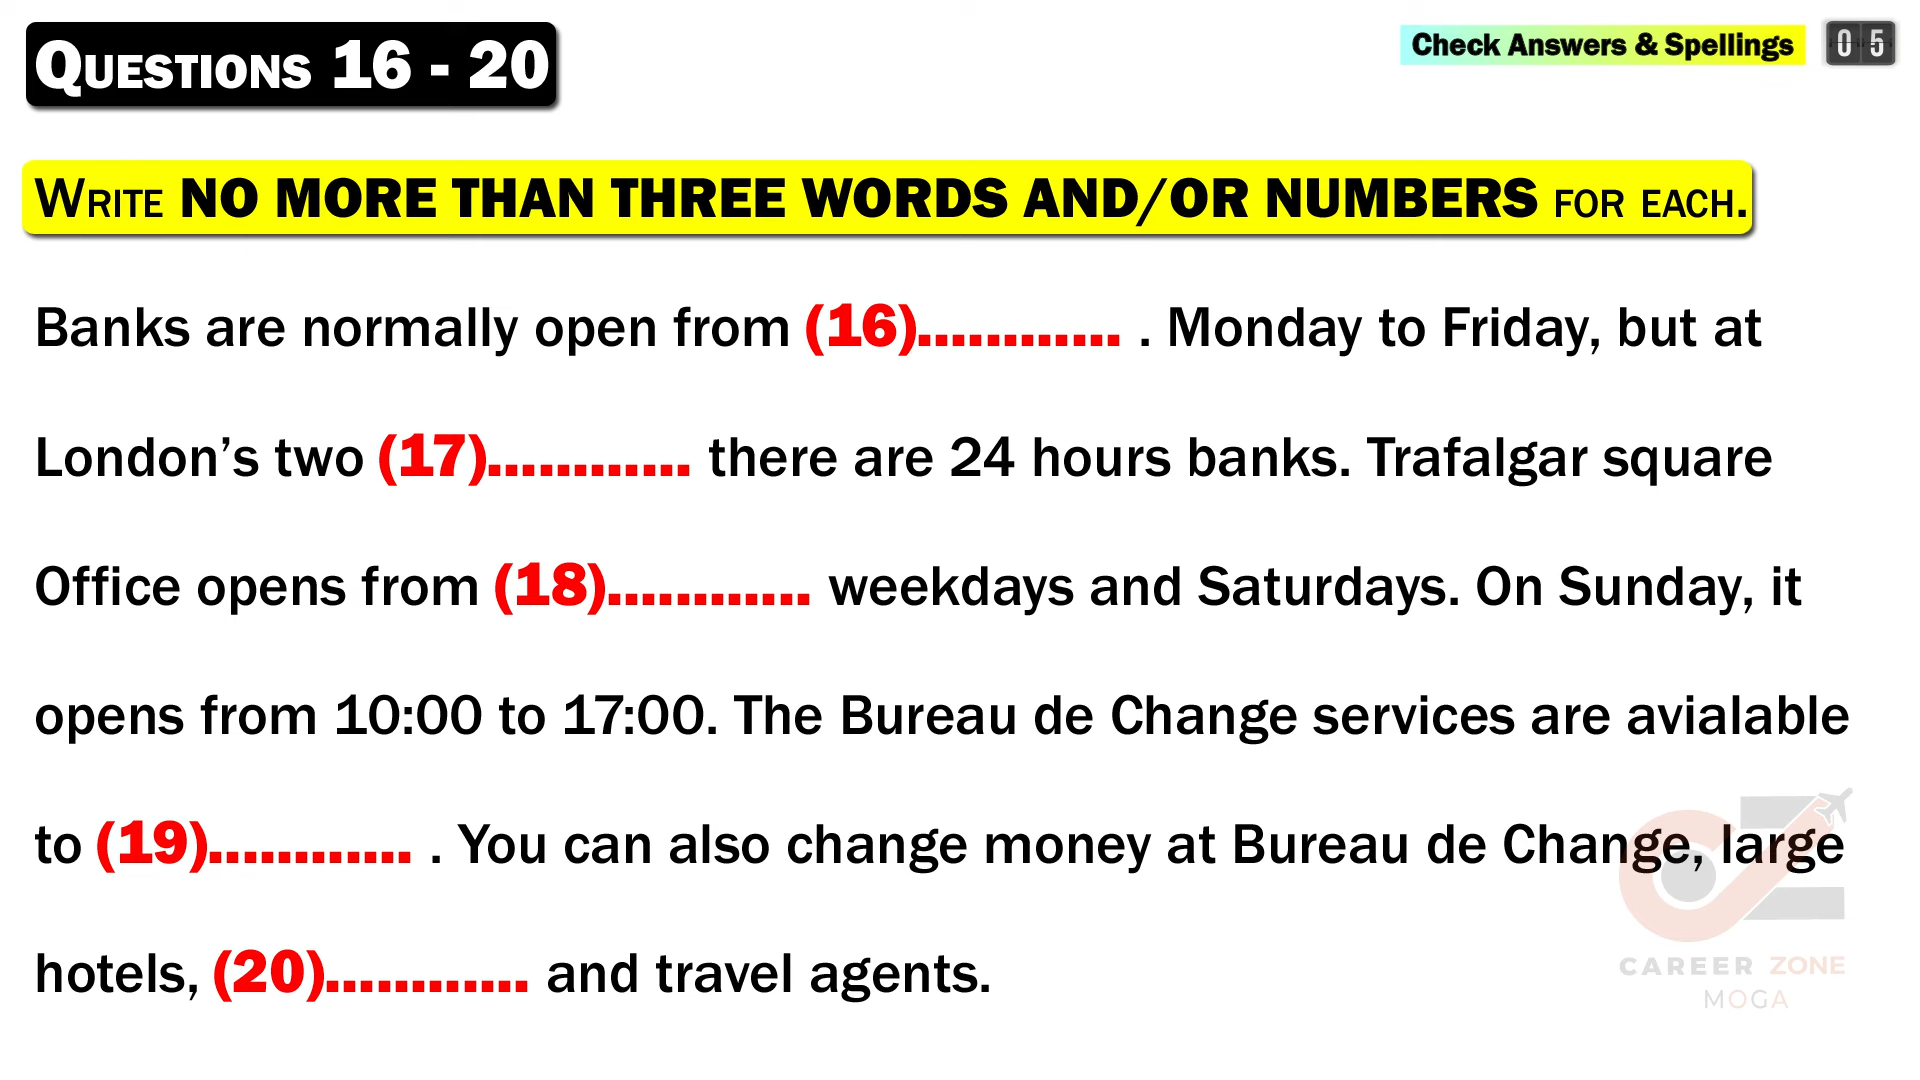 QUESTIONS 16 - 20
Check Answers & Spellings
05
WRITE NO MORE THAN THREE WORDS AND/OR NUMBERS FOR EACH.
Banks are normally open from (16)............ . Monday to Friday, but at
London’s two (17)............ there are 24 hours banks. Trafalgar square
Office opens from (18)............ weekdays and Saturdays. On Sunday, it
opens from 10:00 to 17:00. The Bureau de Change services are avialable
to (19)............ . You can also change money at Bureau de Change, large
hotels, (20)............ and travel agents.
CAREER ZONE
MOGA